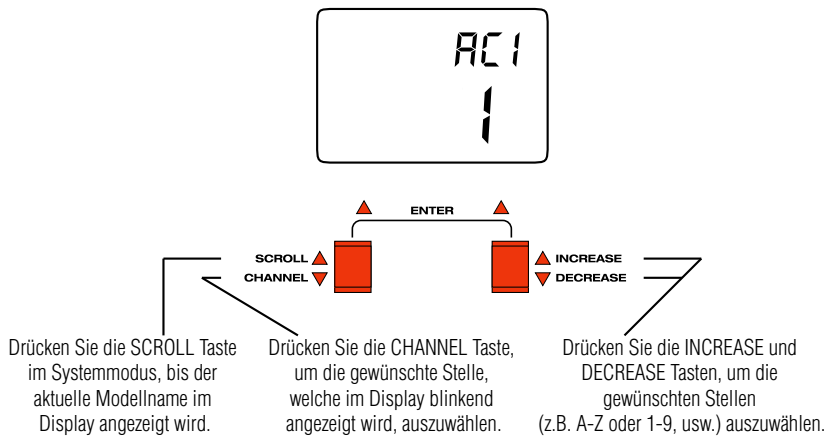 AC1
1
ENTER
SCROLL
CHANNEL
INCREASE
DECREASE
Drücken Sie die SCROLL Taste
im Systemmodus, bis der
aktuelle Modellname im
Display angezeigt wird.
Drücken Sie die CHANNEL Taste,
um die gewünschte Stelle,
welche im Display blinkend
angezeigt wird, auszuwählen.
Drücken Sie die INCREASE und
DECREASE Tasten, um die
gewünschten Stellen
(z.B. A-Z oder 1-9, usw.) auszuwählen.